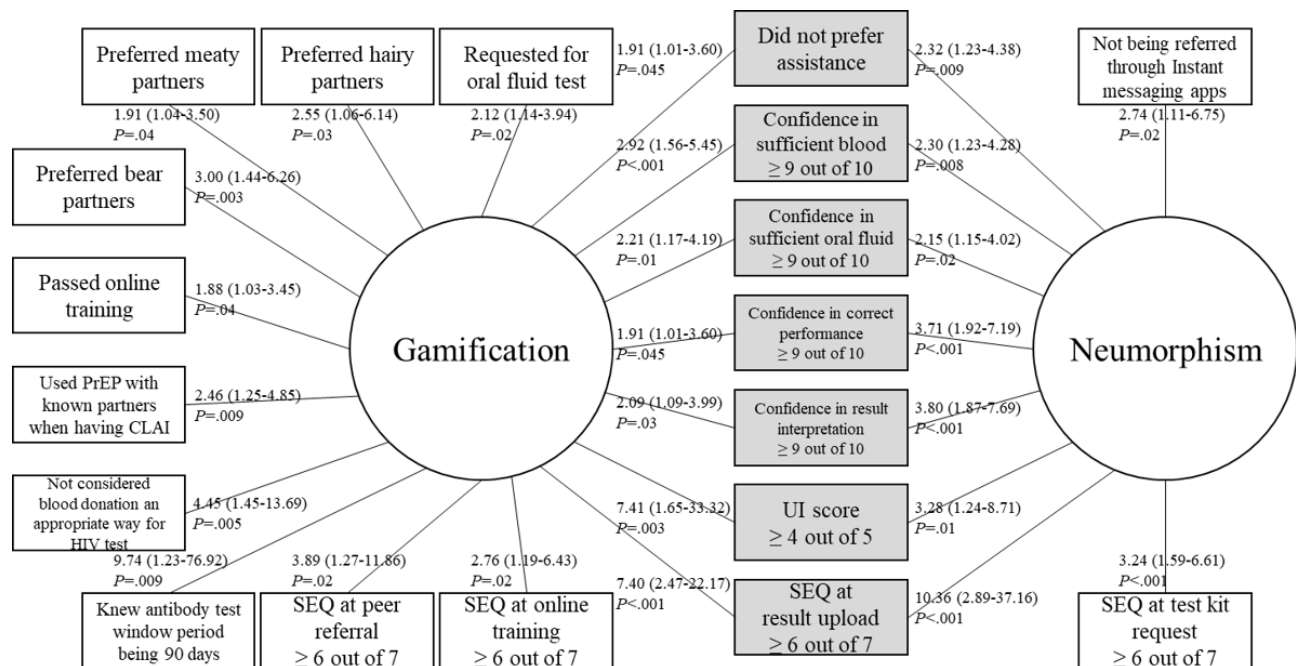 Preferred meaty
partners
1.91 (1.04-3.50)
P=.04
Preferred hairy
partners
2.55 (1.06-6.14)
P=.03
Requested for
oral fluid test
2.12 (1.14-3.94)
P=.02
1.91 (1.01-3.60)
P=.045
Did not prefer
assistance
2.32 (1.23-4.38)
P=.009
Not being referred
through Instant
messaging apps
2.74 (1.11-6.75)
P=.02
Preferred bear
partners
3.00 (1.44-6.26)
P=.003
2.92 (1.56-5.45)
P<.001
Confidence in
sufficient blood
≥ 9 out of 10
2.30 (1.23-4.28)
P=.008
Passed online
training
1.88 (1.03-3.45)
P=.04
2.21 (1.17-4.19)
P=.01
Confidence in
sufficient oral fluid
≥ 9 out of 10
2.15 (1.15-4.02)
P=.02
Gamification
1.91 (1.01-3.60)
P=.045
Confidence in correct
performance
≥ 9 out of 10
3.71 (1.92-7.19)
P<.001
Neumorphism
Used PrEP with
known partners
when having CLAI
2.46 (1.25-4.85)
P=.009
2.09 (1.09-3.99)
P=.03
Confidence in result
interpretation
≥ 9 out of 10
3.80 (1.87-7.69)
P<.001
Not considered
blood donation an
appropriate way for
HIV test
4.45 (1.45-13.69)
P=.005
7.41 (1.65-33.32)
P=.003
UI score
≥ 4 out of 5
3.28 (1.24-8.71)
P=.01
9.74 (1.23-76.92)
P=.009
Knew antibody test
window period
being 90 days
3.89 (1.27-11.86)
P=.02
SEQ at peer
referral
≥ 6 out of 7
2.76 (1.19-6.43)
P=.02
SEQ at online
training
≥ 6 out of 7
7.40 (2.47-22.17)
P<.001
SEQ at
result upload
≥ 6 out of 7
10.36 (2.89-37.16)
P<.001
3.24 (1.59-6.61)
P<.001
SEQ at test kit
request
≥ 6 out of 7